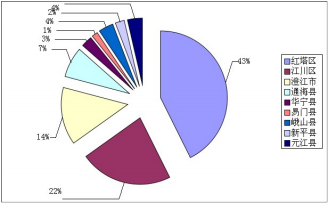 4%
2%
4%
1%
3%
7%
43%
14%
22%
红塔区
江川区
澄江市
通海县
华宁县
易门县
峨山县
新平县
元江县